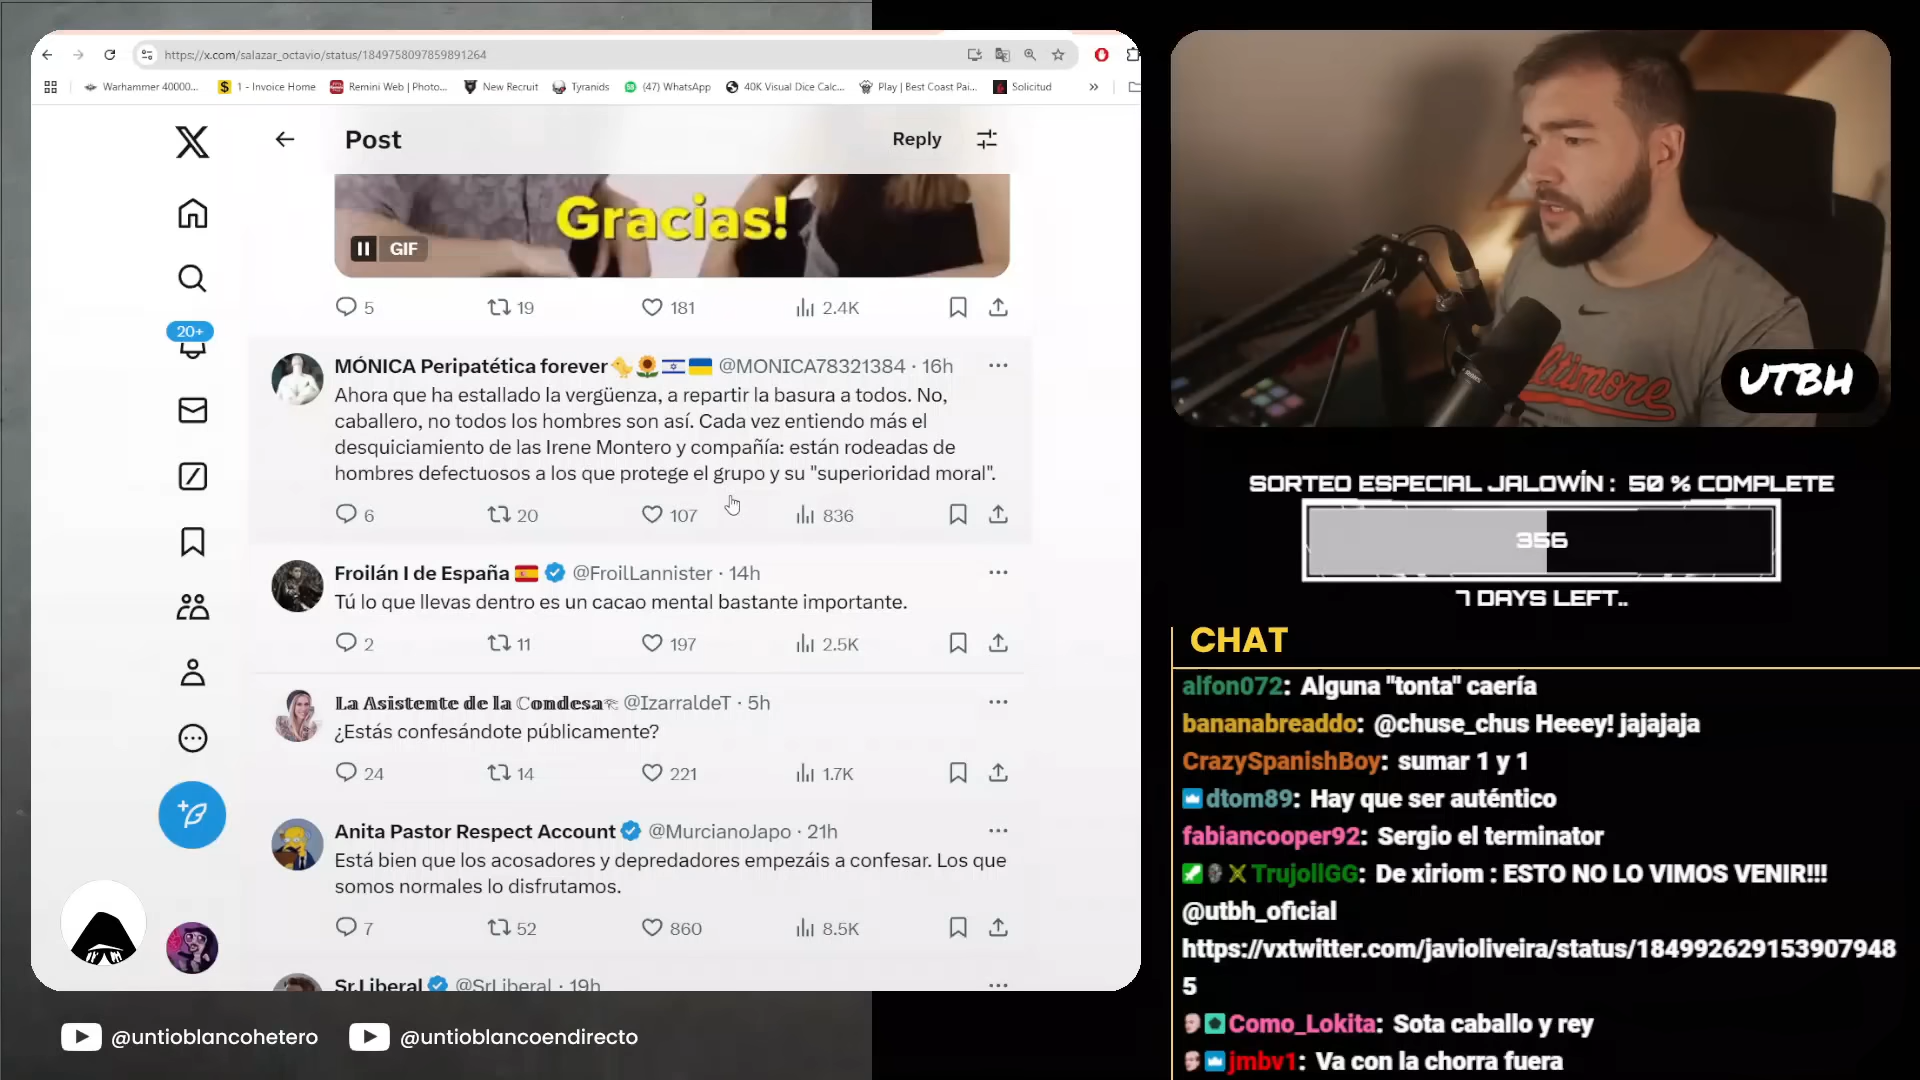 https://x.com/salazar_octavio/status/1849758097859891264
Warhammer 40000...
1 - Invoice Home
Remini Web | Photo...
New Recruit
Tyranids
(47) WhatsApp
40K Visual Dice Calc...
Play | Best Coast Pai...
Solicitud
Post
Reply
20+
Gracias!
GIF
5
19
181
2.4K
MÓNICA Peripatética forever🐤🌻🇮🇱🇺🇦 @MONICA78321384 · 16h
Ahora que ha estallado la vergüenza, a repartir la basura a todos. No,
caballero, no todos los hombres son así. Cada vez entiendo más el
desquiciamiento de las Irene Montero y compañía: están rodeadas de
hombres defectuosos a los que protege el grupo y su "superioridad moral".
6
20
107
836
Froilán I de España 🇪🇸 @FroilLannister · 14h
Tú lo que llevas dentro es un cacao mental bastante importante.
2
11
197
2.5K
𝕃𝕒 𝔸𝕤𝕚𝕤𝕥𝕖𝕟𝕥𝕖 𝕕𝕖 𝕝𝕒 ℂ𝕠𝕟𝕕𝕖𝕤𝕒 @IzarraldeT · 5h
¿Estás confesándote públicamente?
24
14
221
1.7K
Anita Pastor Respect Account @MurcianoJapo · 21h
Está bien que los acosadores y depredadores empezáis a confesar. Los que
somos normales lo disfrutamos.
7
52
860
8.5K
Sr.Liberal @SrLiberal · 19h
@untioblancohetero
@untioblancoendirecto
UTBH
SORTEO ESPECIAL JALOWÍN : 50 % COMPLETE
356
7 DAYS LEFT..
CHAT
alfon072: Alguna "tonta" caería
bananabreaddo: @chuse_chus Heeey! jajajaja
CrazySpanishBoy: sumar 1 y 1
dtom89: Hay que ser auténtico
fabiancooper92: Sergio el terminator
TrujollGG: De xiriom : ESTO NO LO VIMOS VENIR!!!
@utbh_oficial
https://vxtwitter.com/javioliveira/status/184992629153907948
5
Como_Lokita: Sota caballo y rey
jmbv1: Va con la chorra fuera